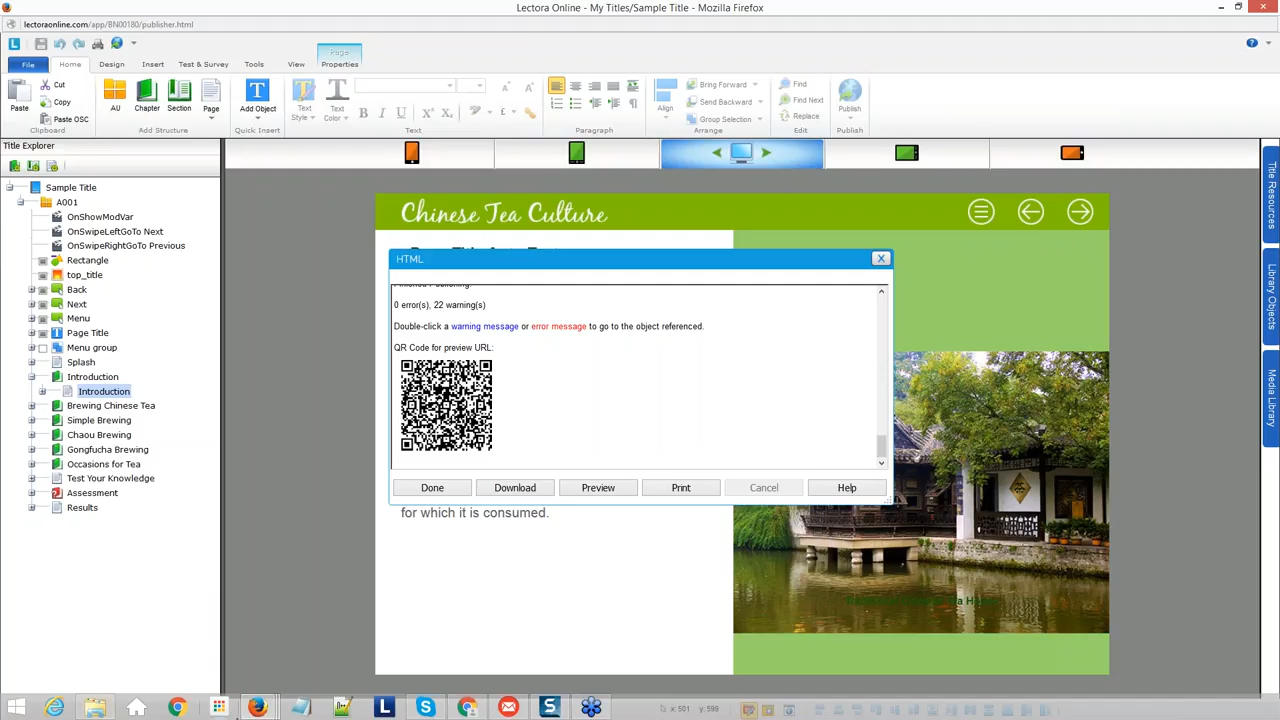 Lectora Online - My Titles/Sample Title - Mozilla Firefox
lectoraonline.com/app/BN00180/publisher.html
Page
File Home Design Insert Test & Survey Tools View Properties
Paste Cut Copy Paste OSC
Clipboard
AU Chapter Section Page
Add Structure
Add Object
Quick Insert
Text Style Text Color B I U
Text
Paragraph
Align Bring Forward Send Backward Group Selection
Arrange
Find Find Next Replace
Edit
Publish
Publish
Title Explorer
Sample Title
A001
OnShowModVar
OnSwipeLeftGoTo Next
OnSwipeRightGoTo Previous
Rectangle
top_title
Back
Next
Menu
Page Title
Menu group
Splash
Introduction
Introduction
Brewing Chinese Tea
Simple Brewing
Chaou Brewing
Gongfucha Brewing
Occasions for Tea
Test Your Knowledge
Assessment
Results
Chinese Tea Culture
HTML
Finished Publishing.
0 error(s), 22 warning(s)
Double-click a warning message or error message to go to the object referenced.
QR Code for preview URL:
Done Download Preview Print Cancel Help
for which it is consumed.
Title Resources
Library Objects
Media Library
x: 501 y: 599